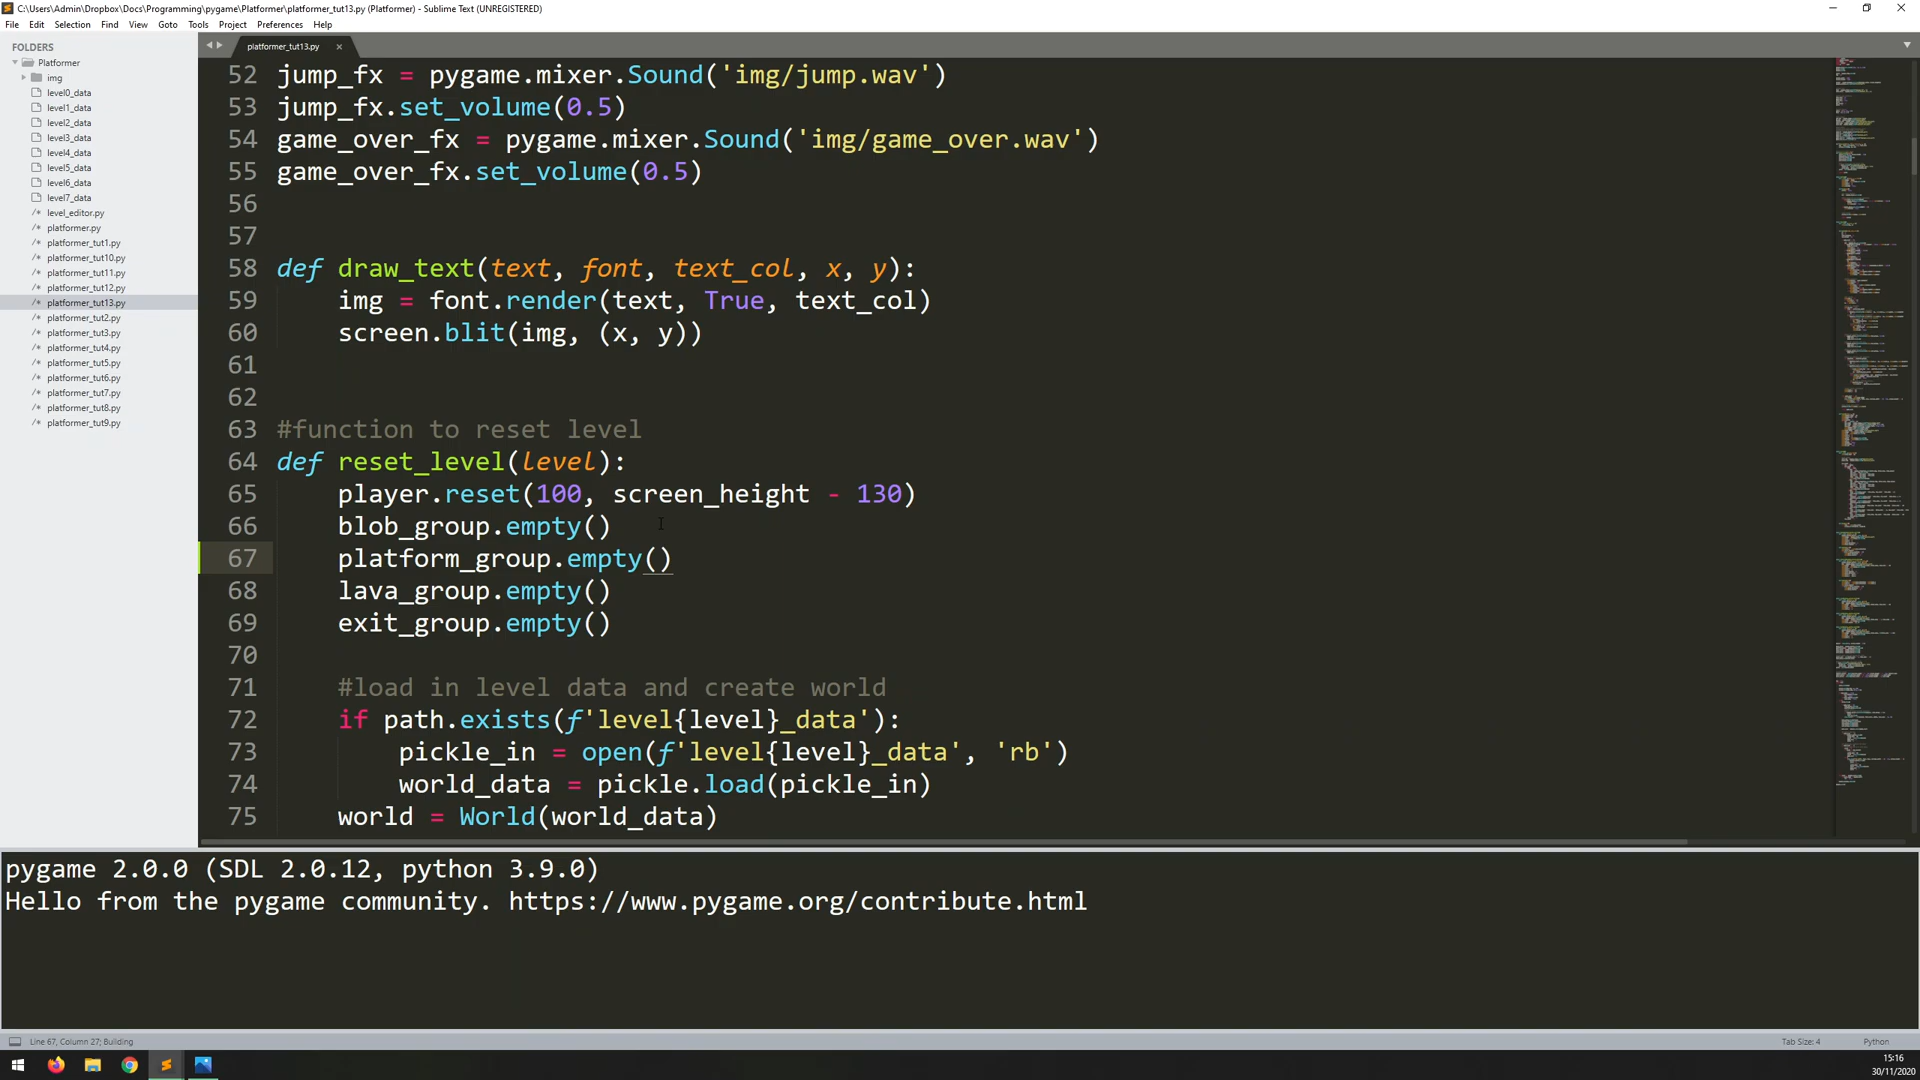 C:\Users\Admin\Dropbox\Docs\Programming\pygame\Platformer\platformer_tut13.py (Platformer) - Sublime Text (UNREGISTERED)
File Edit Selection Find View Goto Tools Project Preferences Help
FOLDERS
Platformer
img
level0_data
level1_data
level2_data
level3_data
level4_data
level5_data
level6_data
level7_data
level_editor.py
platformer.py
platformer_tut1.py
platformer_tut10.py
platformer_tut11.py
platformer_tut12.py
platformer_tut13.py
platformer_tut2.py
platformer_tut3.py
platformer_tut4.py
platformer_tut5.py
platformer_tut6.py
platformer_tut7.py
platformer_tut8.py
platformer_tut9.py
platformer_tut13.py
52 jump_fx = pygame.mixer.Sound('img/jump.wav')
53 jump_fx.set_volume(0.5)
54 game_over_fx = pygame.mixer.Sound('img/game_over.wav')
55 game_over_fx.set_volume(0.5)
56
57
58 def draw_text(text, font, text_col, x, y):
59     img = font.render(text, True, text_col)
60     screen.blit(img, (x, y))
61
62
63 #function to reset level
64 def reset_level(level):
65     player.reset(100, screen_height - 130)
66     blob_group.empty()
67     platform_group.empty()
68     lava_group.empty()
69     exit_group.empty()
70
71     #load in level data and create world
72     if path.exists(f'level{level}_data'):
73         pickle_in = open(f'level{level}_data', 'rb')
74         world_data = pickle.load(pickle_in)
75     world = World(world_data)
pygame 2.0.0 (SDL 2.0.12, python 3.9.0)
Hello from the pygame community. https://www.pygame.org/contribute.html
Line 67, Column 27; Building
Tab Size: 4 Python
15:16
30/11/2020